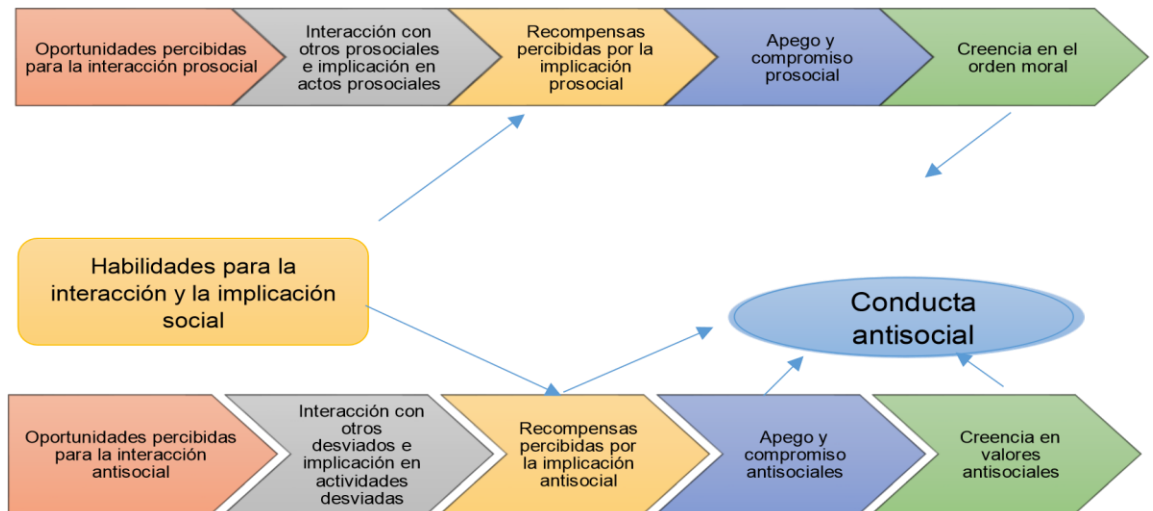 Oportunidades percibidas
para la interacción prosocial
Interacción con
otros prosociales
e implicación en
actos prosociales
Recompensas
percibidas por la
implicación
prosocial
Apego y
compromiso
prosocial
Creencia en el
orden moral
Habilidades para la
interacción y la implicación
social
Conducta
antisocial
Oportunidades percibidas
para la interacción
antisocial
Interacción con
otros
desviados e
implicación en
actividades
desviadas
Recompensas
percibidas por
la implicación
antisocial
Apego y
compromiso
antisociales
Creencia en
valores
antisociales